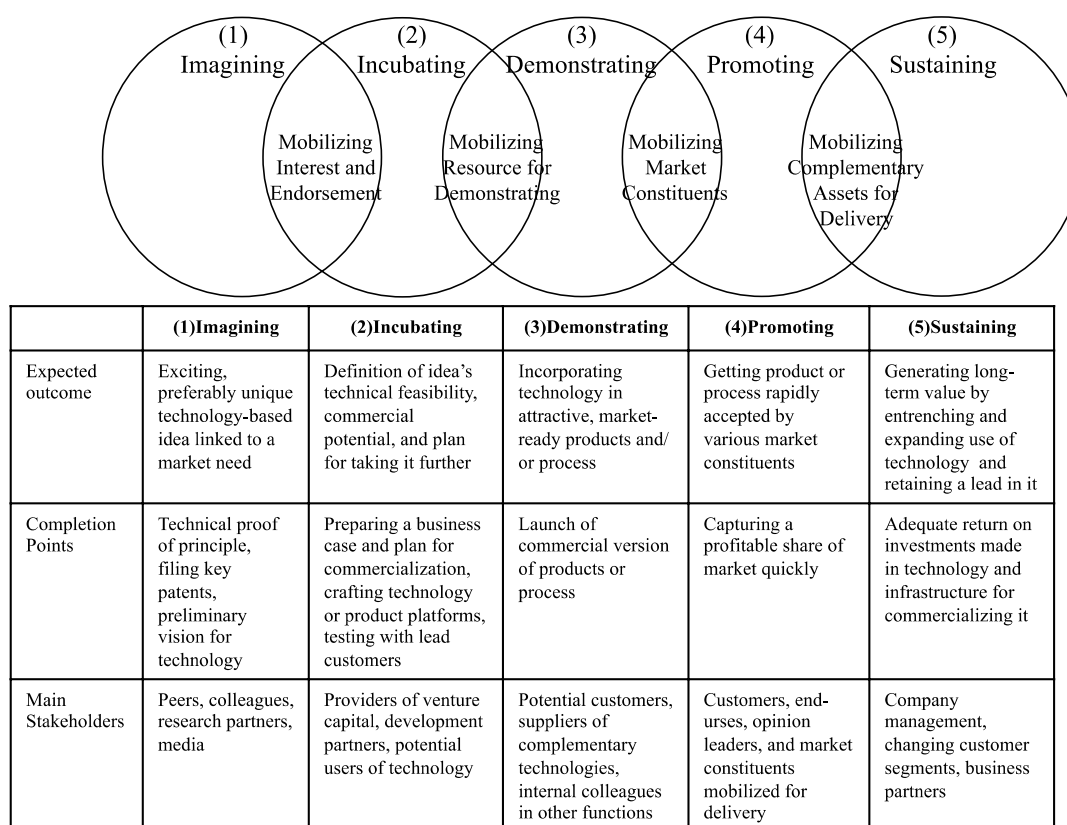 (1)
Imagining
(2)
Incubating
(3)
Demonstrating
(4)
Promoting
(5)
Sustaining
Mobilizing
Interest and
Endorsement
Mobilizing
Resource for
Demonstrating
Mobilizing
Market
Constituents
Mobilizing
Complementary
Assets for
Delivery
(1)Imagining
(2)Incubating
(3)Demonstrating
(4)Promoting
(5)Sustaining
Expected
outcome
Exciting,
preferably unique
technology-based
idea linked to a
market need
Definition of idea's
technical feasibility,
commercial
potential, and plan
for taking it further
Incorporating
technology in
attractive, market-
ready products and/
or process
Getting product or
process rapidly
accepted by
various market
constituents
Generating long-
term value by
entrenching and
expanding use of
technology and
retaining a lead in it
Completion
Points
Technical proof
of principle,
filing key
patents,
preliminary
vision for
technology
Preparing a business
case and plan for
commercialization,
crafting technology
or product platforms,
testing with lead
customers
Launch of
commercial version
of products or
process
Capturing a
profitable share of
market quickly
Adequate return on
investments made
in technology and
infrastructure for
commercializing it
Main
Stakeholders
Peers, colleagues,
research partners,
media
Providers of venture
capital, development
partners, potential
users of technology
Potential customers,
suppliers of
complementary
technologies,
internal colleagues
in other functions
Customers, end-
urses, opinion
leaders, and market
constituents
mobilized for
delivery
Company
management,
changing customer
segments, business
partners